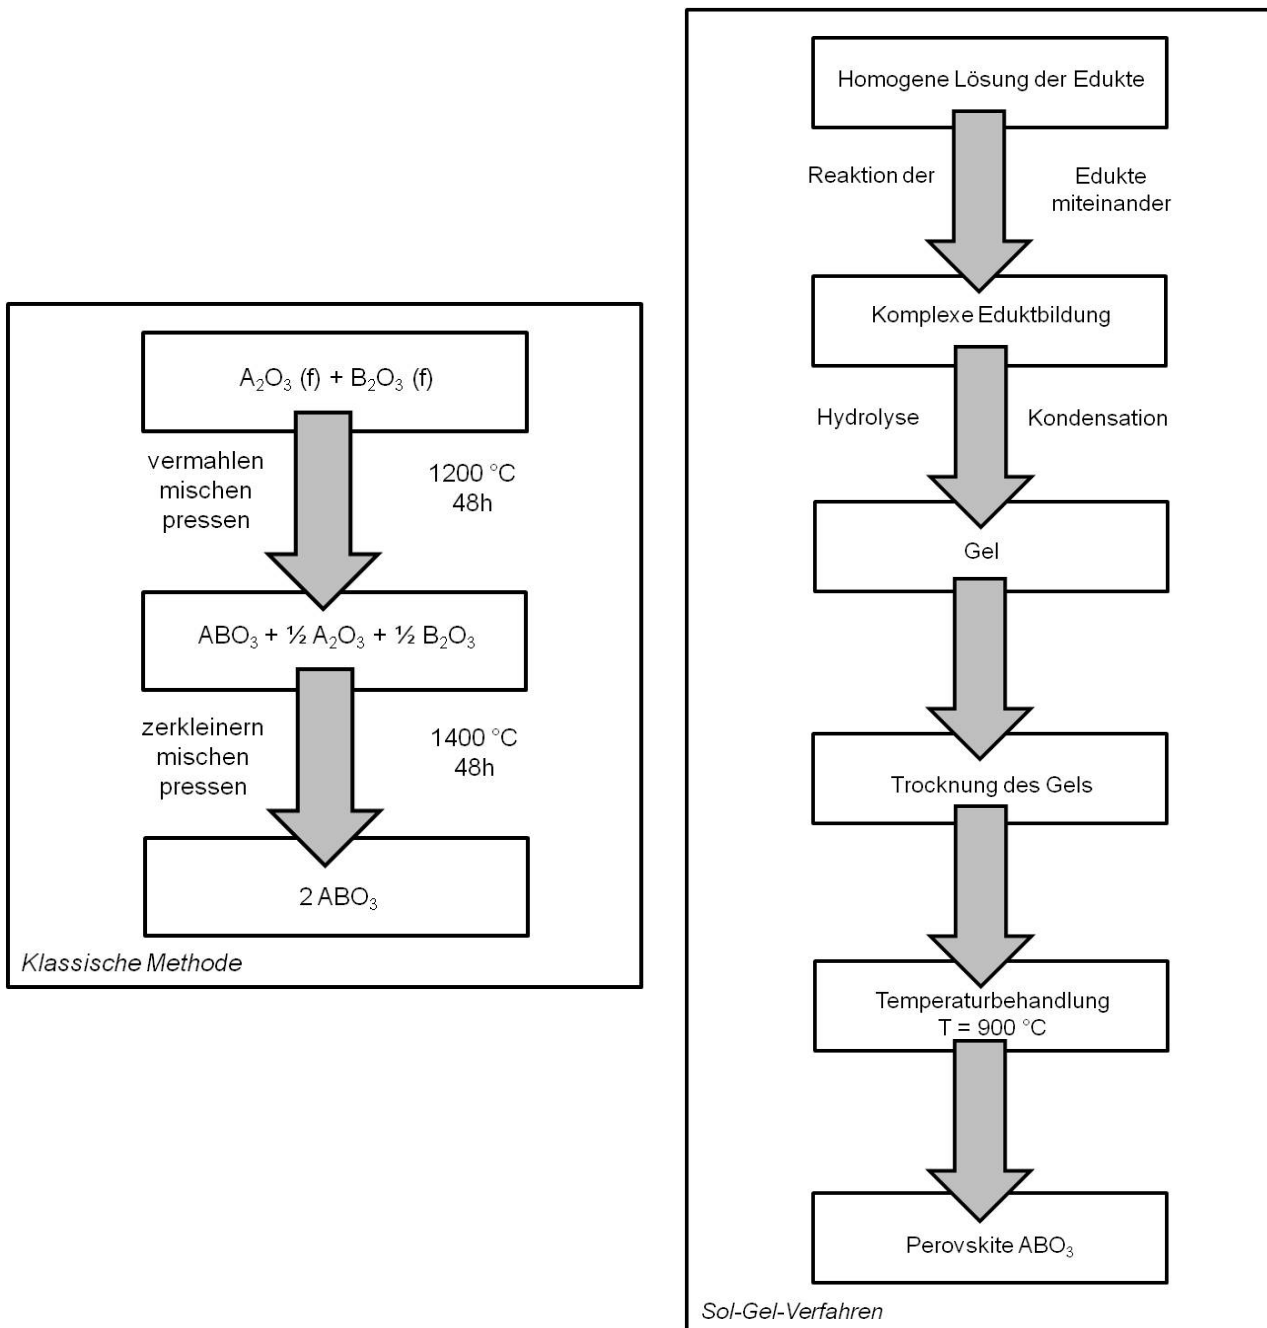 A₂O₃ (f) + B₂O₃ (f)
vermahlen
mischen
pressen
1200 °C
48h
ABO₃ + ½ A₂O₃ + ½ B₂O₃
zerkleinern
mischen
pressen
1400 °C
48h
2 ABO₃
Klassische Methode
Homogene Lösung der Edukte
Reaktion der
Edukte
miteinander
Komplexe Eduktbildung
Hydrolyse
Kondensation
Gel
Trocknung des Gels
Temperaturbehandlung
T = 900 °C
Perovskite ABO₃
Sol-Gel-Verfahren